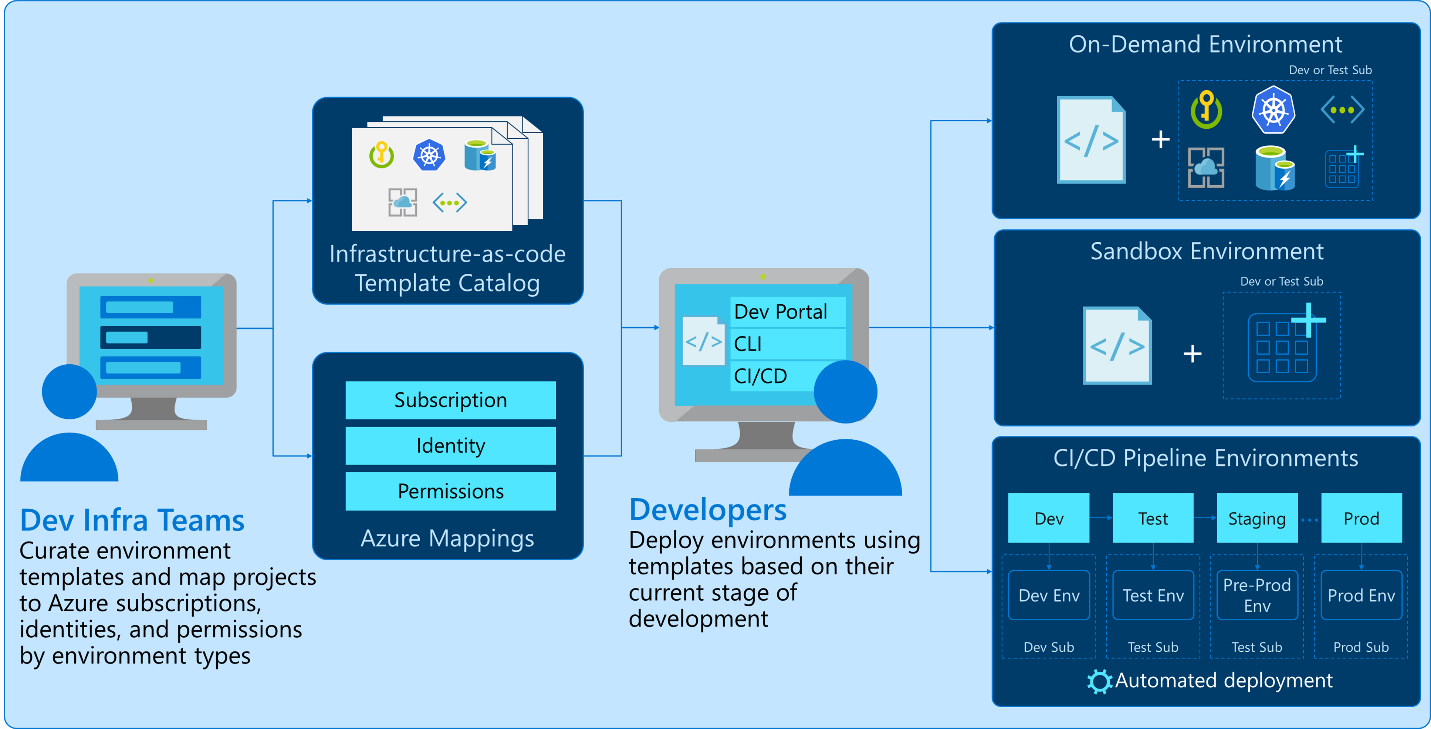 Infrastructure-as-code
Template Catalog
Subscription
Identity
Permissions
Azure Mappings
Dev Infra Teams
Curate environment
templates and map projects
to Azure subscriptions,
identities, and permissions
by environment types
</>
Dev Portal
CLI
CI/CD
Developers
Deploy environments using
templates based on their
current stage of
development
On-Demand Environment
Dev or Test Sub
</>
+
Sandbox Environment
Dev or Test Sub
</>
+
CI/CD Pipeline Environments
Dev
Test
Staging
Prod
Dev Env
Test Env
Pre-Prod
Env
Prod Env
Dev Sub
Test Sub
Test Sub
Prod Sub
Automated deployment